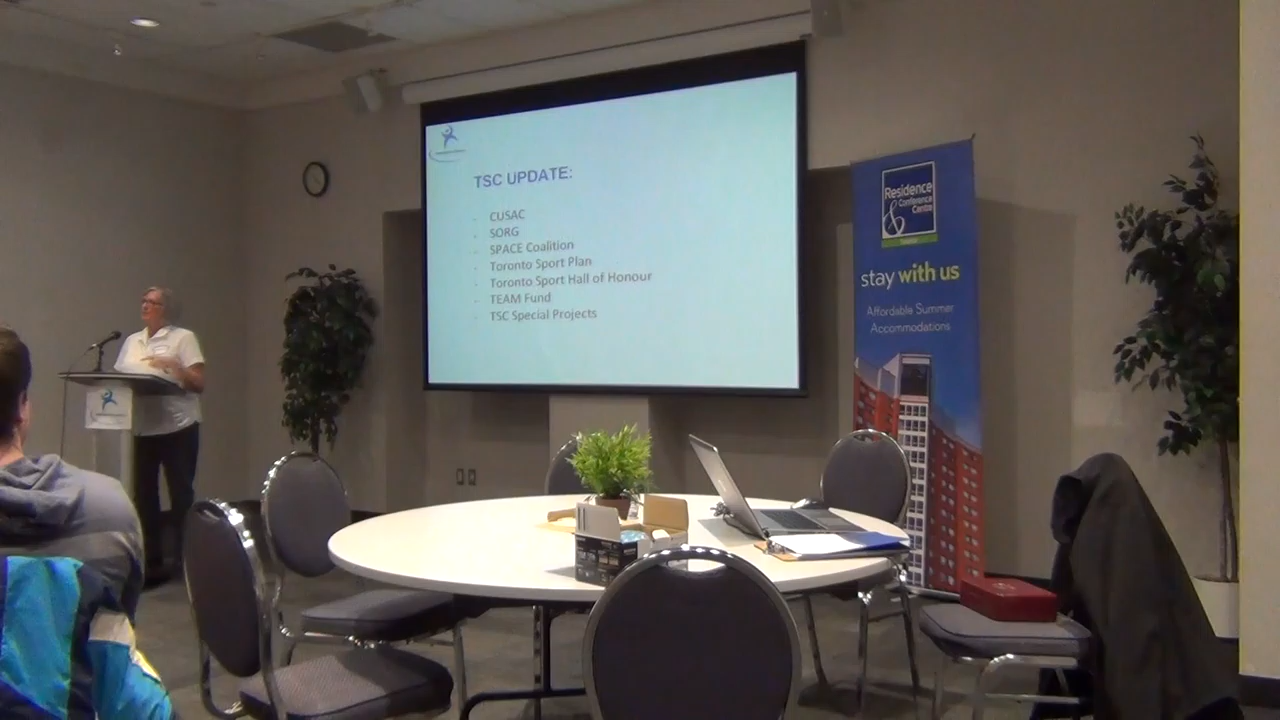 TSC UPDATE:
- CUSAC
- SORG
- SPACE Coalition
- Toronto Sport Plan
- Toronto Sport Hall of Honour
- TEAM Fund
- TSC Special Projects
Residence
& Conference
Centre
stay with us
Affordable Summer
Accommodations